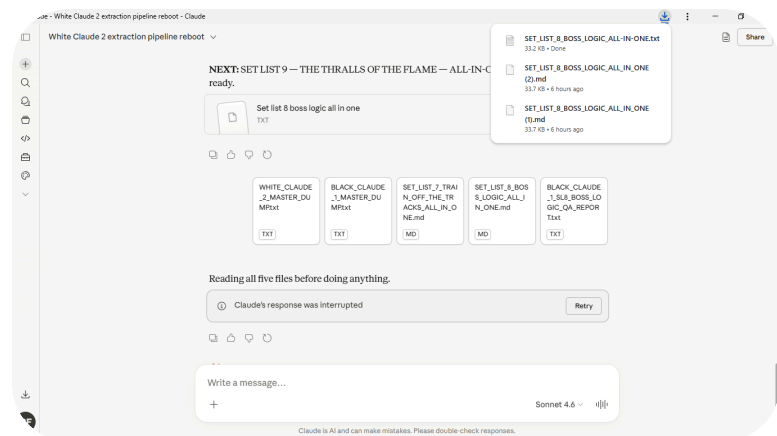 de - White Claude 2 extraction pipeline reboot - Claude
White Claude 2 extraction pipeline reboot
Share
SET_LIST_8_BOSS_LOGIC_ALL-IN-ONE.txt
33.2 KB • Done
SET_LIST_8_BOSS_LOGIC_ALL_IN_ONE
(2).md
33.7 KB • 6 hours ago
SET_LIST_8_BOSS_LOGIC_ALL_IN_ONE
(1).md
33.7 KB • 6 hours ago
NEXT: SET LIST 9 — THE THRALLS OF THE FLAME — ALL-IN-O
ready.
Set list 8 boss logic all in one
TXT
WHITE_CLAUDE
_2_MASTER_DU
MP.txt
TXT
BLACK_CLAUDE
_1_MASTER_DU
MP.txt
TXT
SET_LIST_7_TRAI
N_OFF_THE_TR
ACKS_ALL_IN_O
NE.md
MD
SET_LIST_8_BOS
S_LOGIC_ALL_I
N_ONE.md
MD
BLACK_CLAUDE
_1_SL8_BOSS_LO
GIC_QA_REPOR
T.txt
TXT
Reading all five files before doing anything.
Claude's response was interrupted
Retry
Write a message...
Sonnet 4.6
Claude is AI and can make mistakes. Please double-check responses.